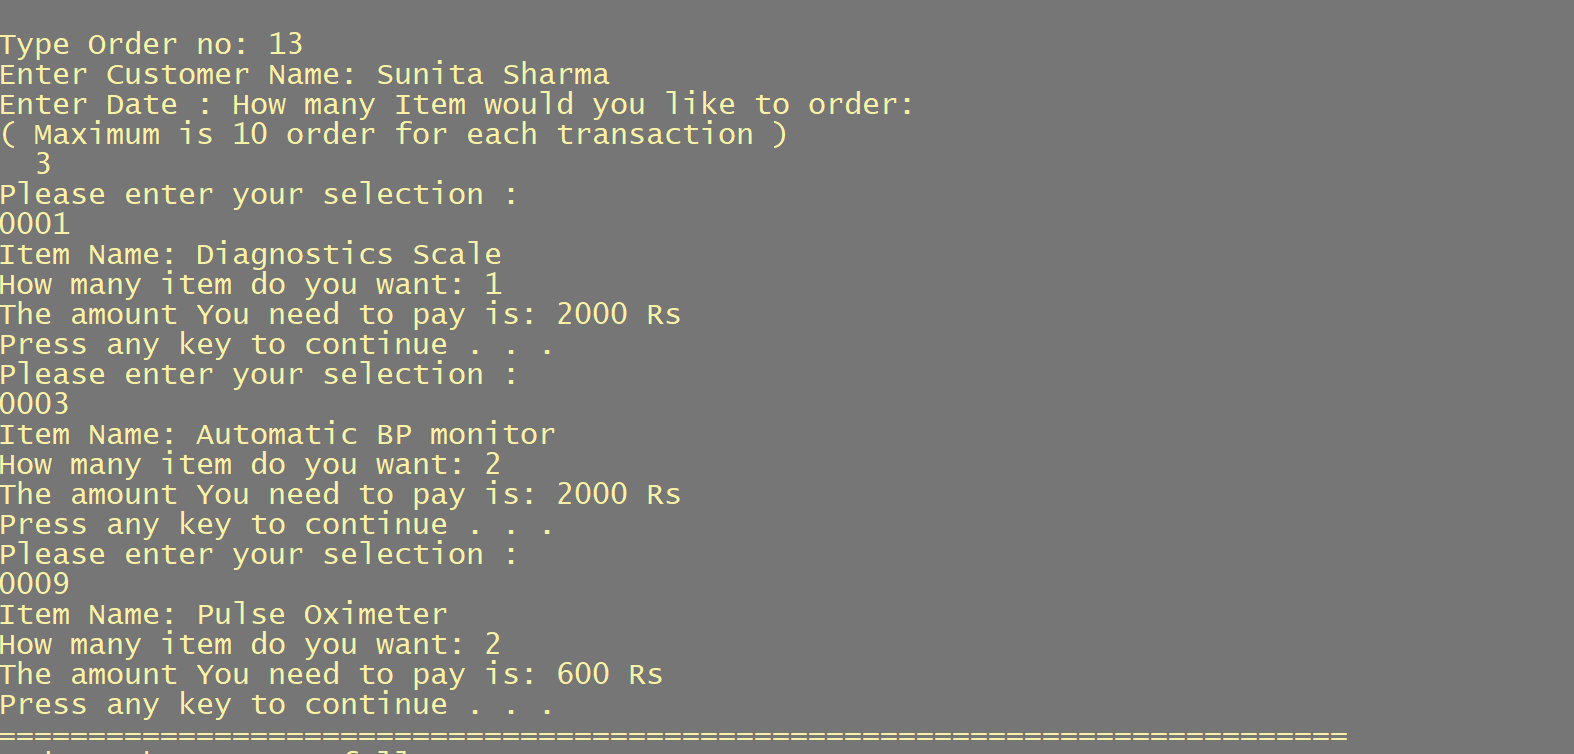 Type Order no: 13
Enter Customer Name: Sunita Sharma
Enter Date : How many Item would you like to order:
( Maximum is 10 order for each transaction )
3
Please enter your selection :
0001
Item Name: Diagnostics Scale
How many item do you want: 1
The amount You need to pay is: 2000 Rs
Press any key to continue . . .
Please enter your selection :
0003
Item Name: Automatic BP monitor
How many item do you want: 2
The amount You need to pay is: 2000 Rs
Press any key to continue . . .
Please enter your selection :
0009
Item Name: Pulse Oximeter
How many item do you want: 2
The amount You need to pay is: 600 Rs
Press any key to continue . . .
===========================================================================